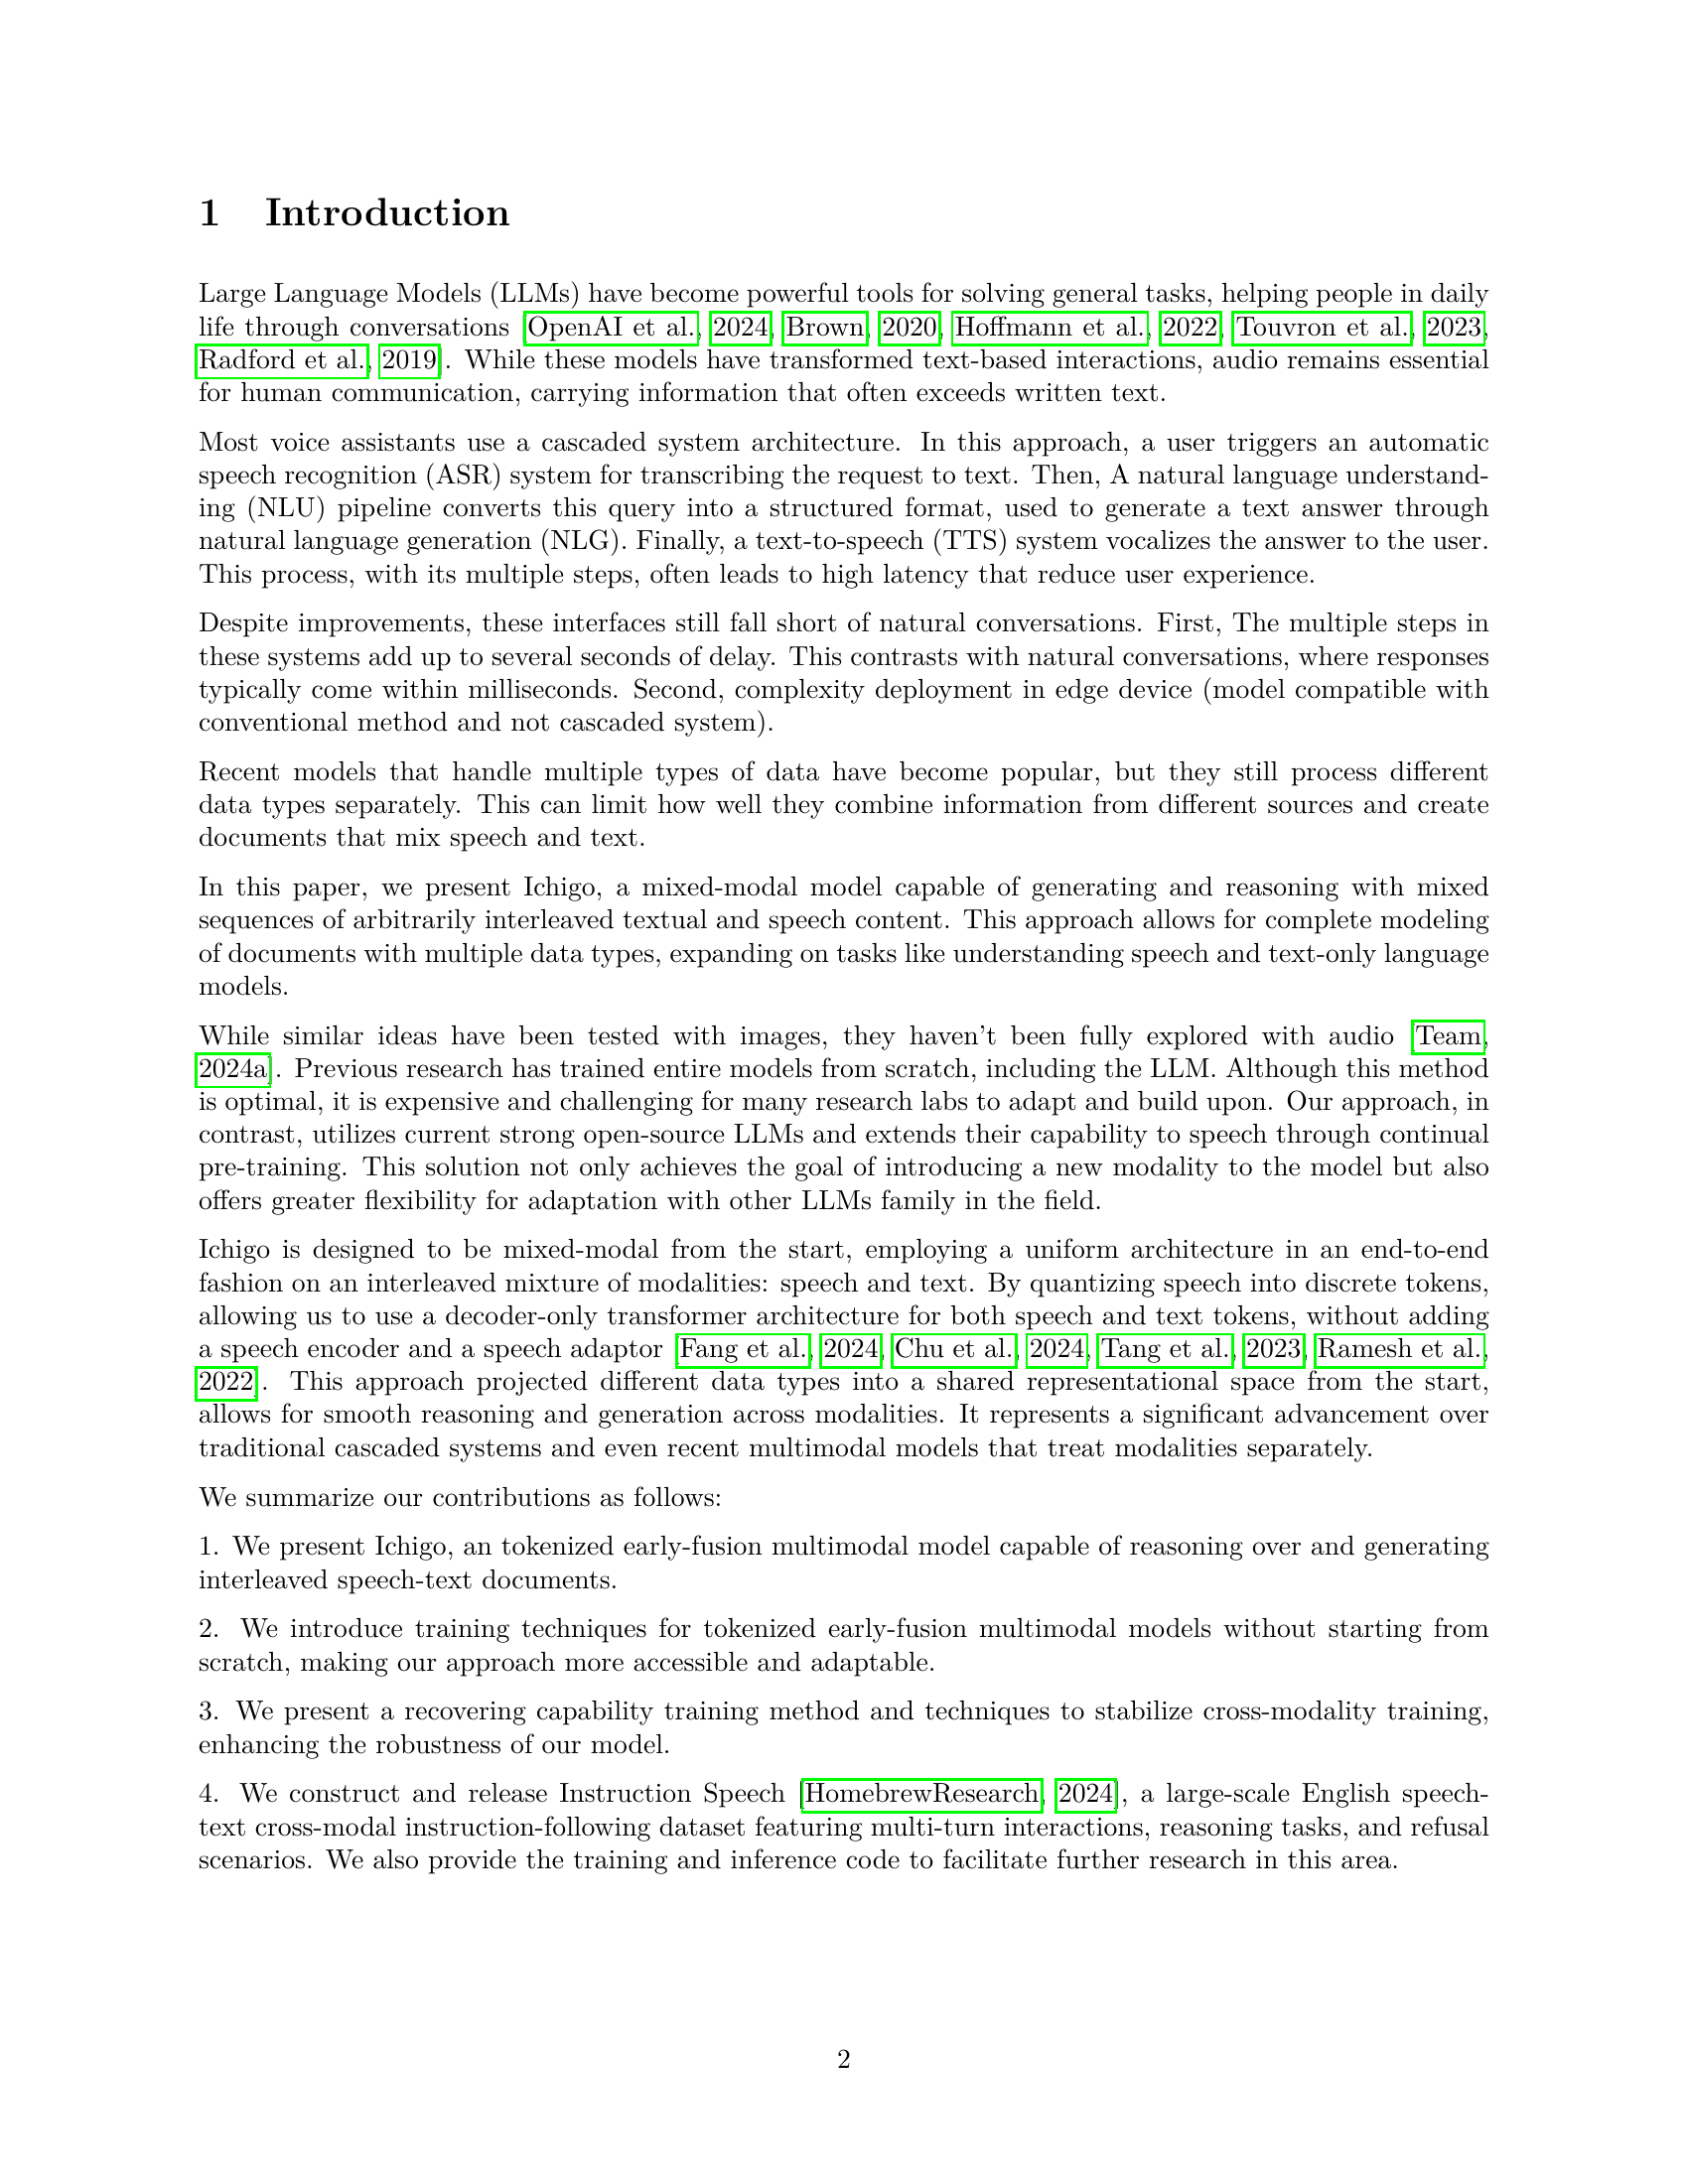 1 Introduction
Large Language Models (LLMs) have become powerful tools for solving general tasks, helping people in daily
life through conversations [OpenAI et al., 2024, Brown, 2020, Hoffmann et al., 2022, Touvron et al., 2023,
Radford et al., 2019]. While these models have transformed text-based interactions, audio remains essential
for human communication, carrying information that often exceeds written text.
Most voice assistants use a cascaded system architecture. In this approach, a user triggers an automatic
speech recognition (ASR) system for transcribing the request to text. Then, A natural language understand-
ing (NLU) pipeline converts this query into a structured format, used to generate a text answer through
natural language generation (NLG). Finally, a text-to-speech (TTS) system vocalizes the answer to the user.
This process, with its multiple steps, often leads to high latency that reduce user experience.
Despite improvements, these interfaces still fall short of natural conversations. First, The multiple steps in
these systems add up to several seconds of delay. This contrasts with natural conversations, where responses
typically come within milliseconds. Second, complexity deployment in edge device (model compatible with
conventional method and not cascaded system).
Recent models that handle multiple types of data have become popular, but they still process different
data types separately. This can limit how well they combine information from different sources and create
documents that mix speech and text.
In this paper, we present Ichigo, a mixed-modal model capable of generating and reasoning with mixed
sequences of arbitrarily interleaved textual and speech content. This approach allows for complete modeling
of documents with multiple data types, expanding on tasks like understanding speech and text-only language
models.
While similar ideas have been tested with images, they haven't been fully explored with audio [Team,
2024a]. Previous research has trained entire models from scratch, including the LLM. Although this method
is optimal, it is expensive and challenging for many research labs to adapt and build upon. Our approach, in
contrast, utilizes current strong open-source LLMs and extends their capability to speech through continual
pre-training. This solution not only achieves the goal of introducing a new modality to the model but also
offers greater flexibility for adaptation with other LLMs family in the field.
Ichigo is designed to be mixed-modal from the start, employing a uniform architecture in an end-to-end
fashion on an interleaved mixture of modalities: speech and text. By quantizing speech into discrete tokens,
allowing us to use a decoder-only transformer architecture for both speech and text tokens, without adding
a speech encoder and a speech adaptor [Fang et al., 2024, Chu et al., 2024, Tang et al., 2023, Ramesh et al.,
2022]. This approach projected different data types into a shared representational space from the start,
allows for smooth reasoning and generation across modalities. It represents a significant advancement over
traditional cascaded systems and even recent multimodal models that treat modalities separately.
We summarize our contributions as follows:
1. We present Ichigo, an tokenized early-fusion multimodal model capable of reasoning over and generating
interleaved speech-text documents.
2. We introduce training techniques for tokenized early-fusion multimodal models without starting from
scratch, making our approach more accessible and adaptable.
3. We present a recovering capability training method and techniques to stabilize cross-modality training,
enhancing the robustness of our model.
4. We construct and release Instruction Speech [HomebrewResearch, 2024], a large-scale English speech-
text cross-modal instruction-following dataset featuring multi-turn interactions, reasoning tasks, and refusal
scenarios. We also provide the training and inference code to facilitate further research in this area.
2